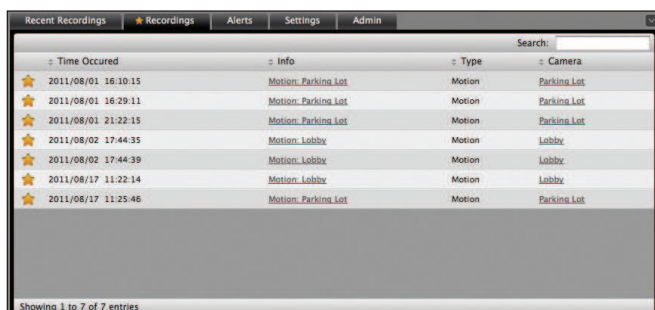 Recent Recordings Recordings Alerts Settings Admin
Search:
Time Occured Info Type Camera
2011/08/01 16:10:15 Motion: Parking Lot Motion Parking Lot
2011/08/01 16:29:11 Motion: Parking Lot Motion Parking Lot
2011/08/01 21:22:15 Motion: Parking Lot Motion Parking Lot
2011/08/02 17:44:35 Motion: Lobby Motion Lobby
2011/08/02 17:44:39 Motion: Lobby Motion Lobby
2011/08/17 11:22:14 Motion: Lobby Motion Lobby
2011/08/17 11:25:46 Motion: Parking Lot Motion Parking Lot
Showing 1 to 7 of 7 entries